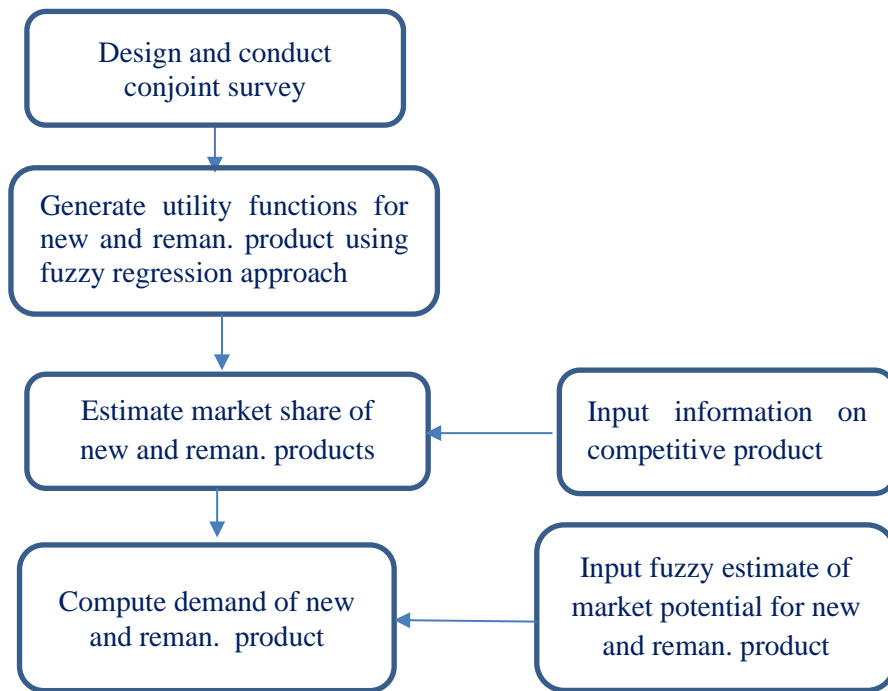 Design and conduct
conjoint survey
Generate utility functions for
new and reman. product using
fuzzy regression approach
Estimate market share of
new and reman. products
Input information on
competitive product
Compute demand of new
and reman. product
Input fuzzy estimate of
market potential for new
and reman. product